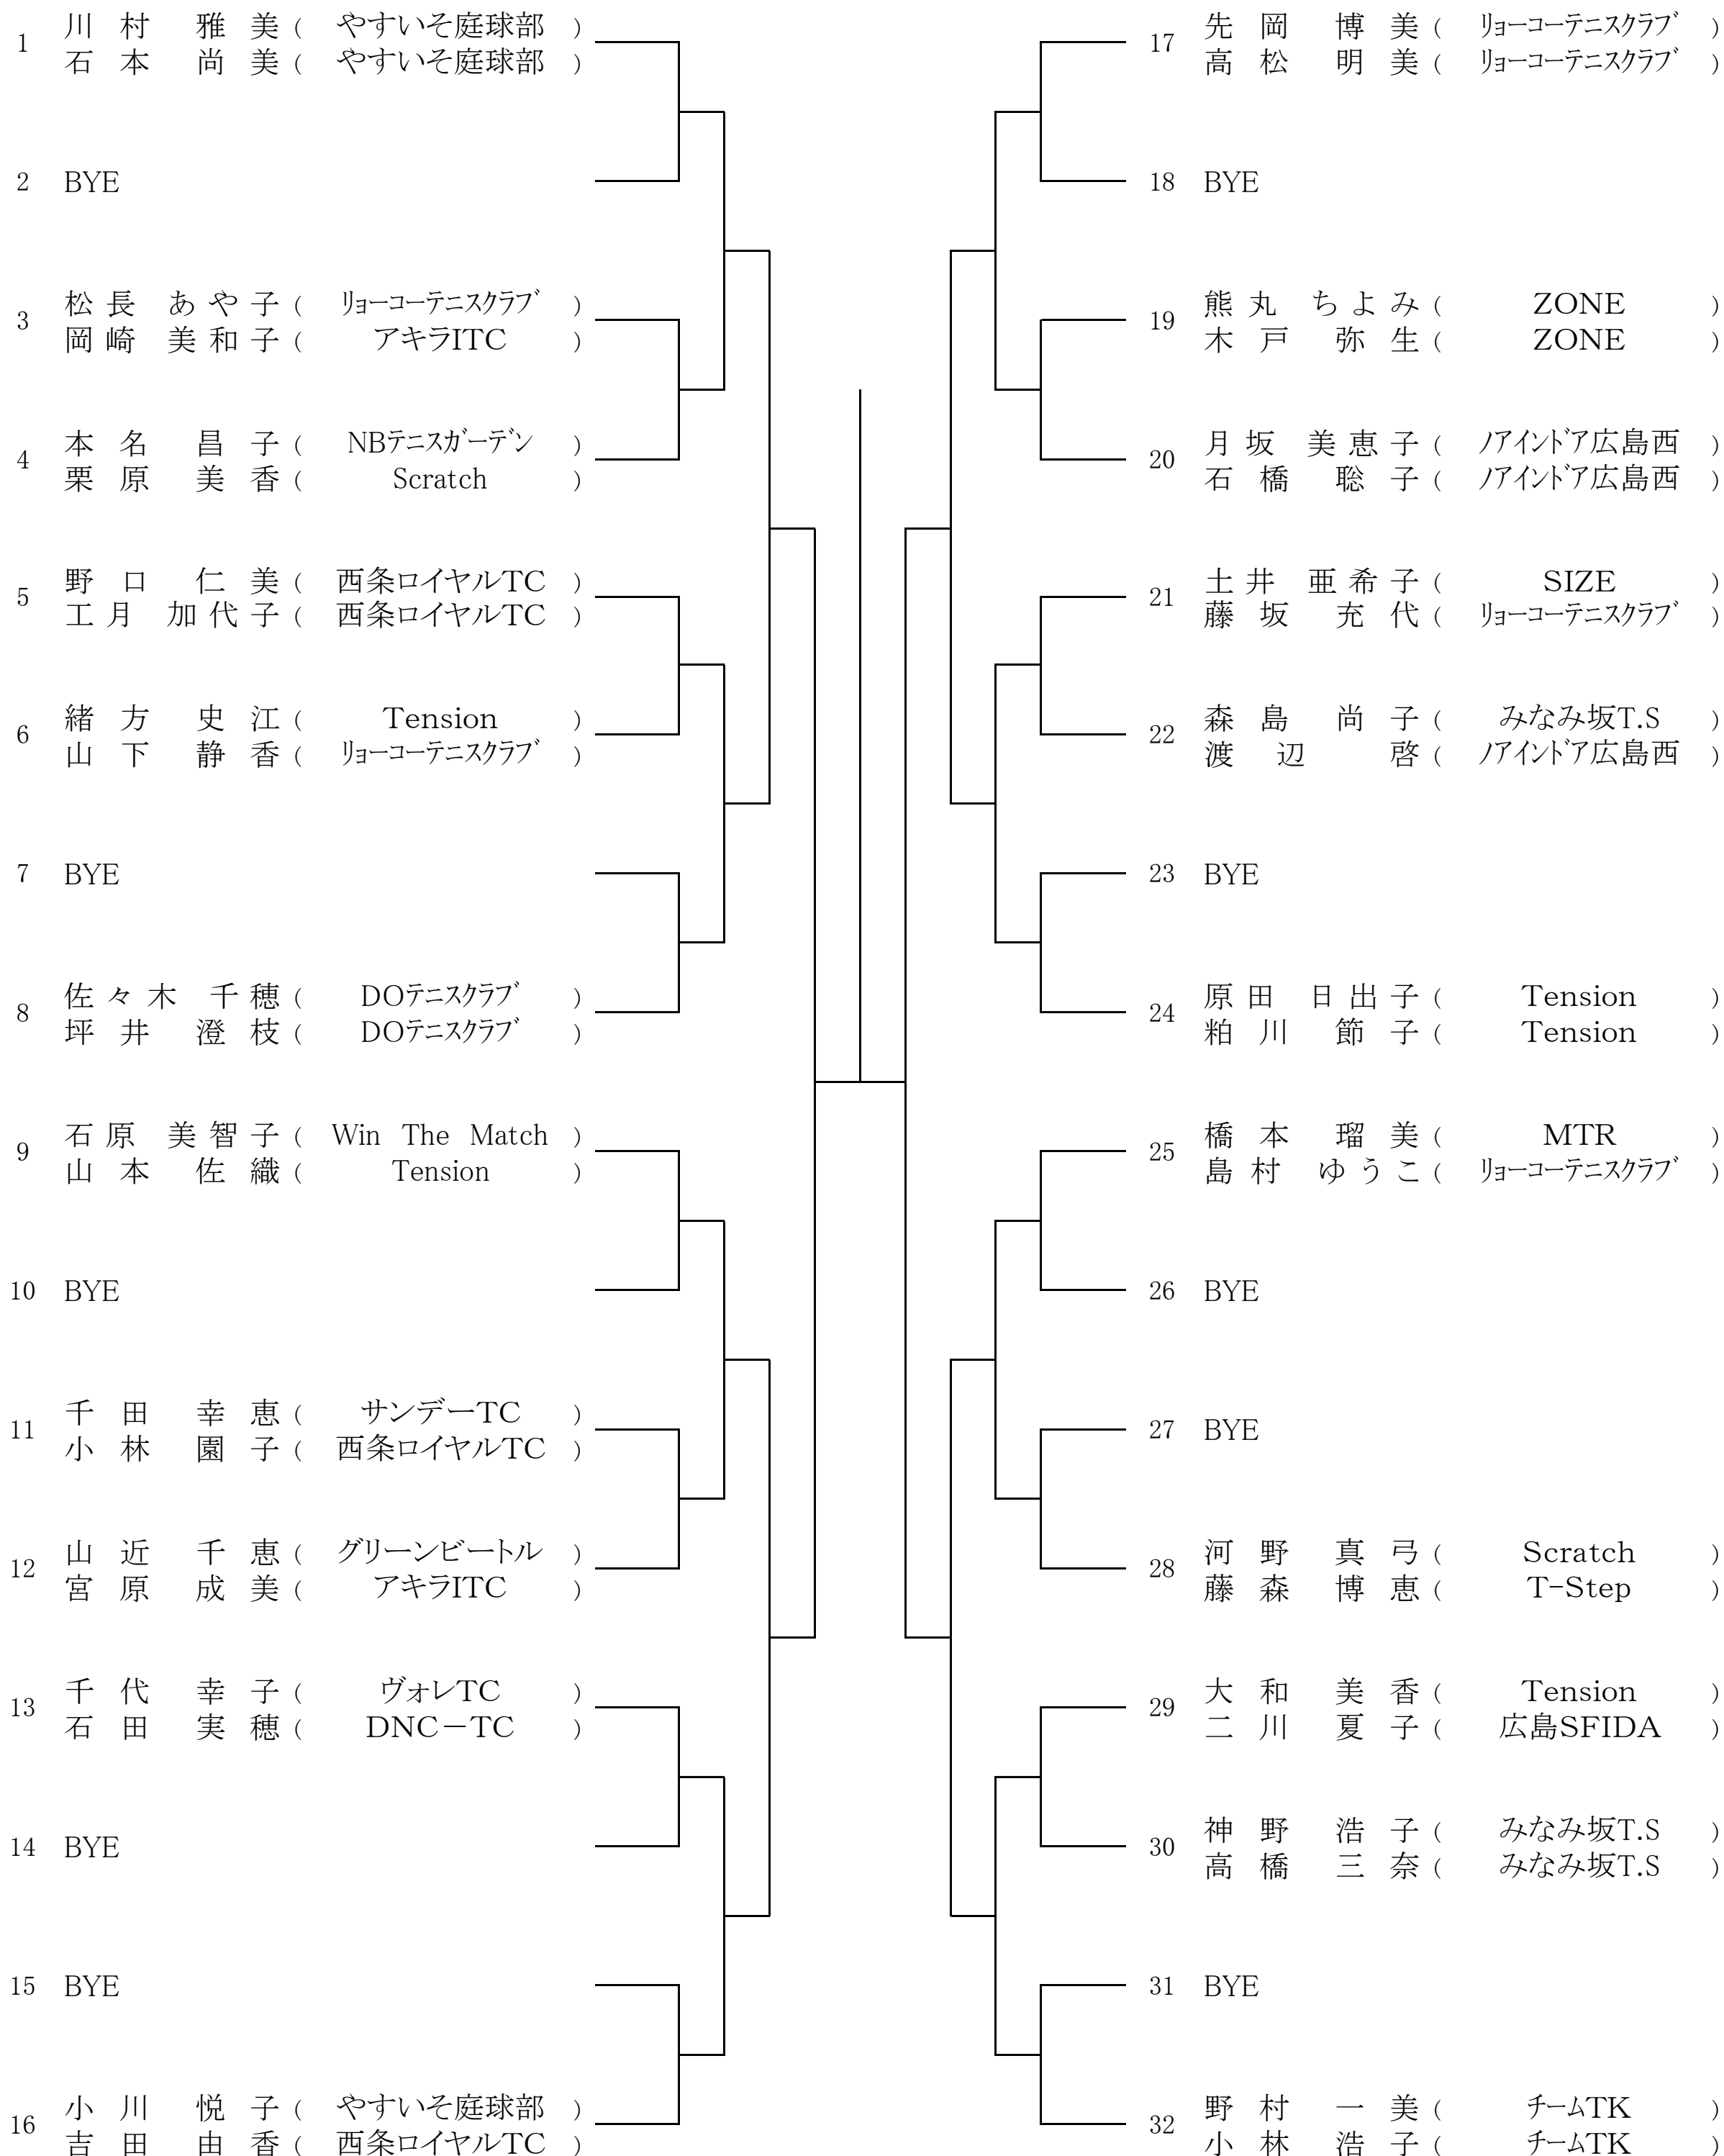 1 川村 雅美 ( やすいそ庭球部 )
石本 尚美 ( やすいそ庭球部 )
2 BYE
3 松長 あや子 ( リョーコーテニスクラブ )
岡崎 美和子 ( アキラITC )
4 本名 昌子 ( NBテニスガーデン )
栗原 美香 ( Scratch )
5 野口 仁美 ( 西条ロイヤルTC )
工月 加代子 ( 西条ロイヤルTC )
6 緒方 史江 ( Tension )
山下 静香 ( リョーコーテニスクラブ )
7 BYE
8 佐々木 千穂 ( DOテニスクラブ )
坪井 澄枝 ( DOテニスクラブ )
9 石原 美智子 ( Win The Match )
山本 佐織 ( Tension )
10 BYE
11 千田 幸恵 ( サンデーTC )
小林 園子 ( 西条ロイヤルTC )
12 山近 千恵 ( グリーンビートル )
宮原 成美 ( アキラITC )
13 千代 幸子 ( ヴォレTC )
石田 実穂 ( DNC－TC )
14 BYE
15 BYE
16 小川 悦子 ( やすいそ庭球部 )
吉田 由香 ( 西条ロイヤルTC )
17 先岡 博美 ( リョーコーテニスクラブ )
高松 明美 ( リョーコーテニスクラブ )
18 BYE
19 熊丸 ちよみ ( ZONE )
木戸 弥生 ( ZONE )
20 月坂 美恵子 ( ノアインドア広島西 )
石橋 聡子 ( ノアインドア広島西 )
21 土井 亜希子 ( SIZE )
藤坂 充代 ( リョーコーテニスクラブ )
22 森島 尚子 ( みなみ坂T.S )
渡辺 啓 ( ノアインドア広島西 )
23 BYE
24 原田 日出子 ( Tension )
粕川 節子 ( Tension )
25 橋本 瑠美 ( MTR )
島村 ゆうこ ( リョーコーテニスクラブ )
26 BYE
27 BYE
28 河野 真弓 ( Scratch )
藤森 博恵 ( T-Step )
29 大和 美香 ( Tension )
二川 夏子 ( 広島SFIDA )
30 神野 浩子 ( みなみ坂T.S )
高橋 三奈 ( みなみ坂T.S )
31 BYE
32 野村 一美 ( チームTK )
小林 浩子 ( チームTK )